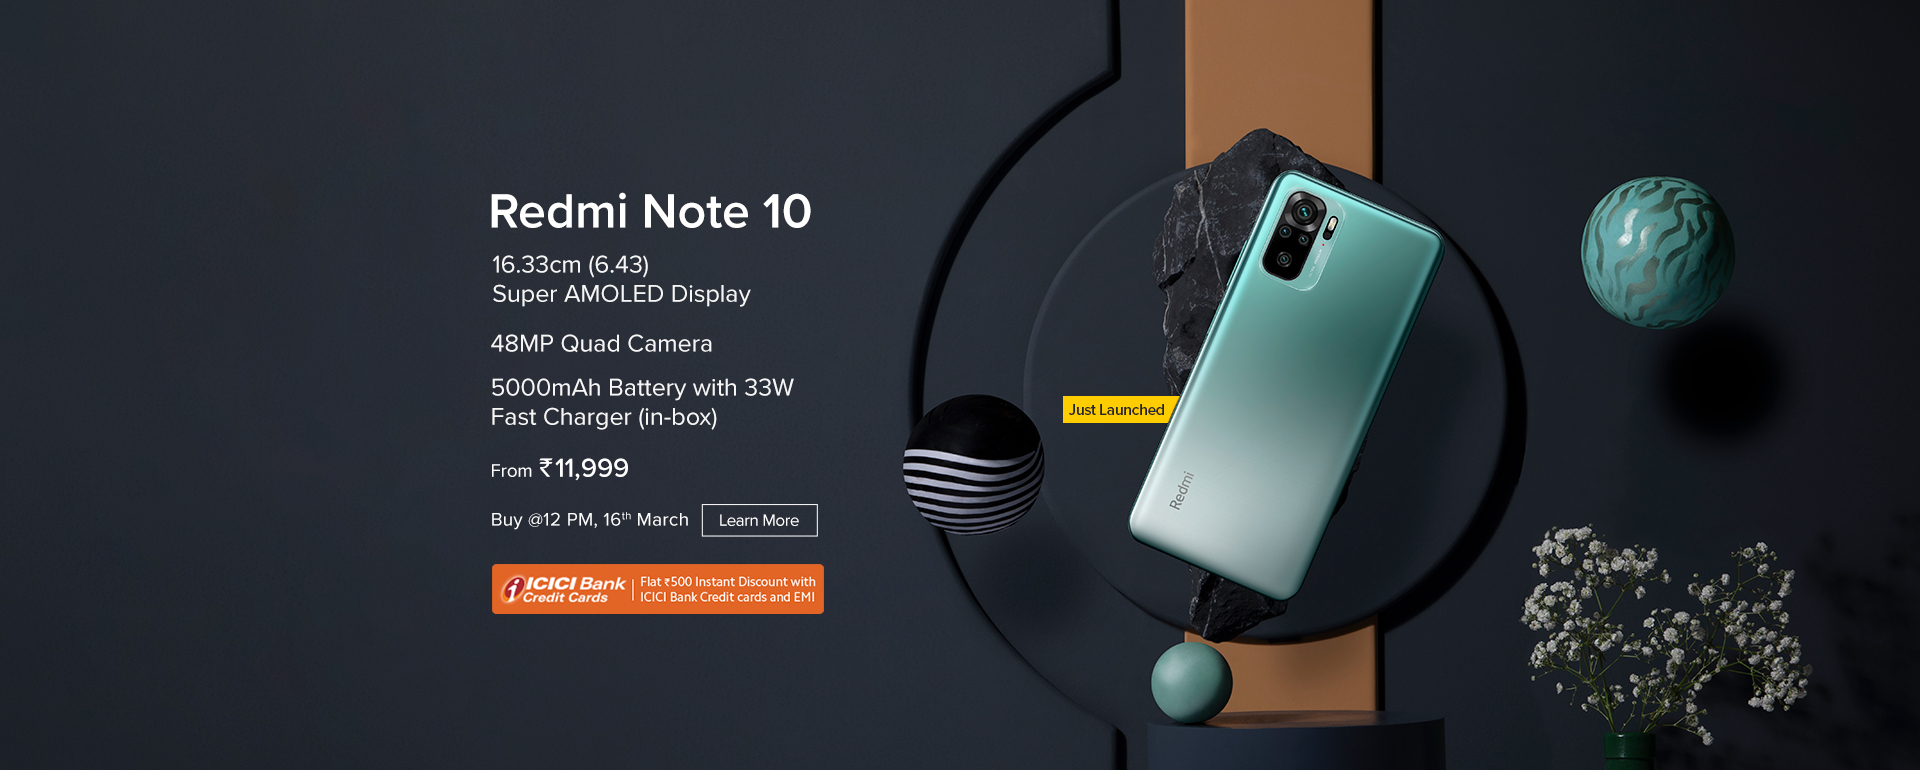 Redmi Note 10
16.33cm (6.43)
Super AMOLED Display
48MP Quad Camera
5000mAh Battery with 33W
Fast Charger (in-box)
From ₹11,999
Buy @12 PM, 16th March
Learn More
ICICI Bank
Credit Cards
Flat ₹500 Instant Discount with
ICICI Bank Credit cards and EMI
Just Launched
Redmi